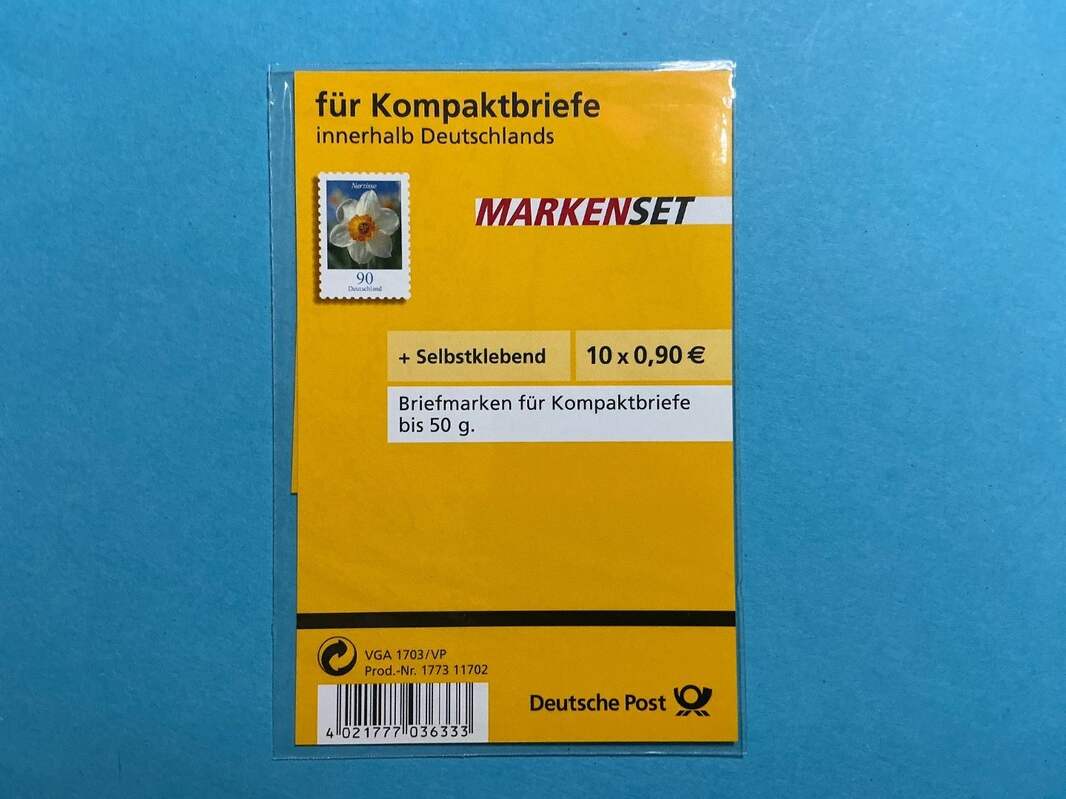 für Kompaktbriefe
innerhalb Deutschlands
Narzisse
90
Deutschland
MARKENSET
+ Selbstklebend
10 x 0,90 €
Briefmarken für Kompaktbriefe
bis 50 g.
VGA 1703/VP
Prod.-Nr. 1773 11702
4 021777 036333
Deutsche Post